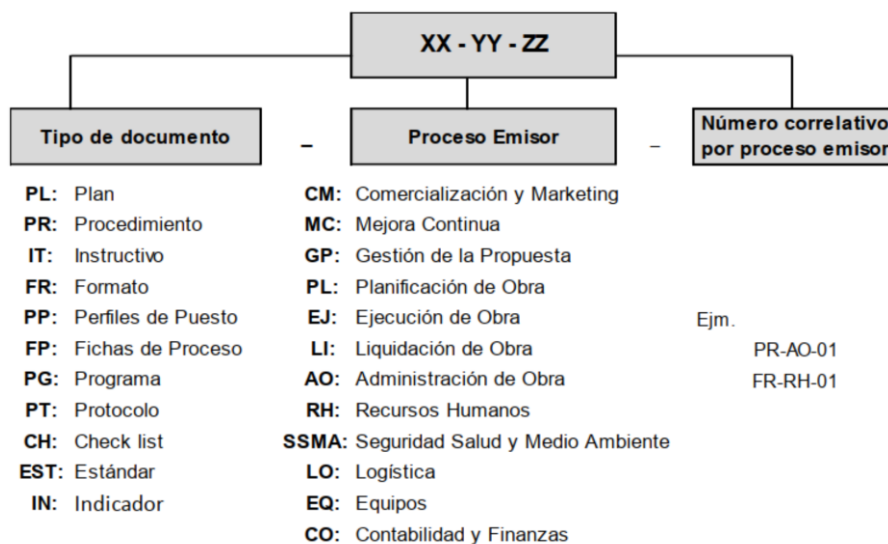 XX - YY - ZZ
Tipo de documento
–
Proceso Emisor
–
Número correlativo
por proceso emisor
PL: Plan
PR: Procedimiento
IT: Instructivo
FR: Formato
PP: Perfiles de Puesto
FP: Fichas de Proceso
PG: Programa
PT: Protocolo
CH: Check list
EST: Estándar
IN: Indicador
CM: Comercialización y Marketing
MC: Mejora Continua
GP: Gestión de la Propuesta
PL: Planificación de Obra
EJ: Ejecución de Obra
LI: Liquidación de Obra
AO: Administración de Obra
RH: Recursos Humanos
SSMA: Seguridad Salud y Medio Ambiente
LO: Logística
EQ: Equipos
CO: Contabilidad y Finanzas
Ejm.
PR-AO-01
FR-RH-01